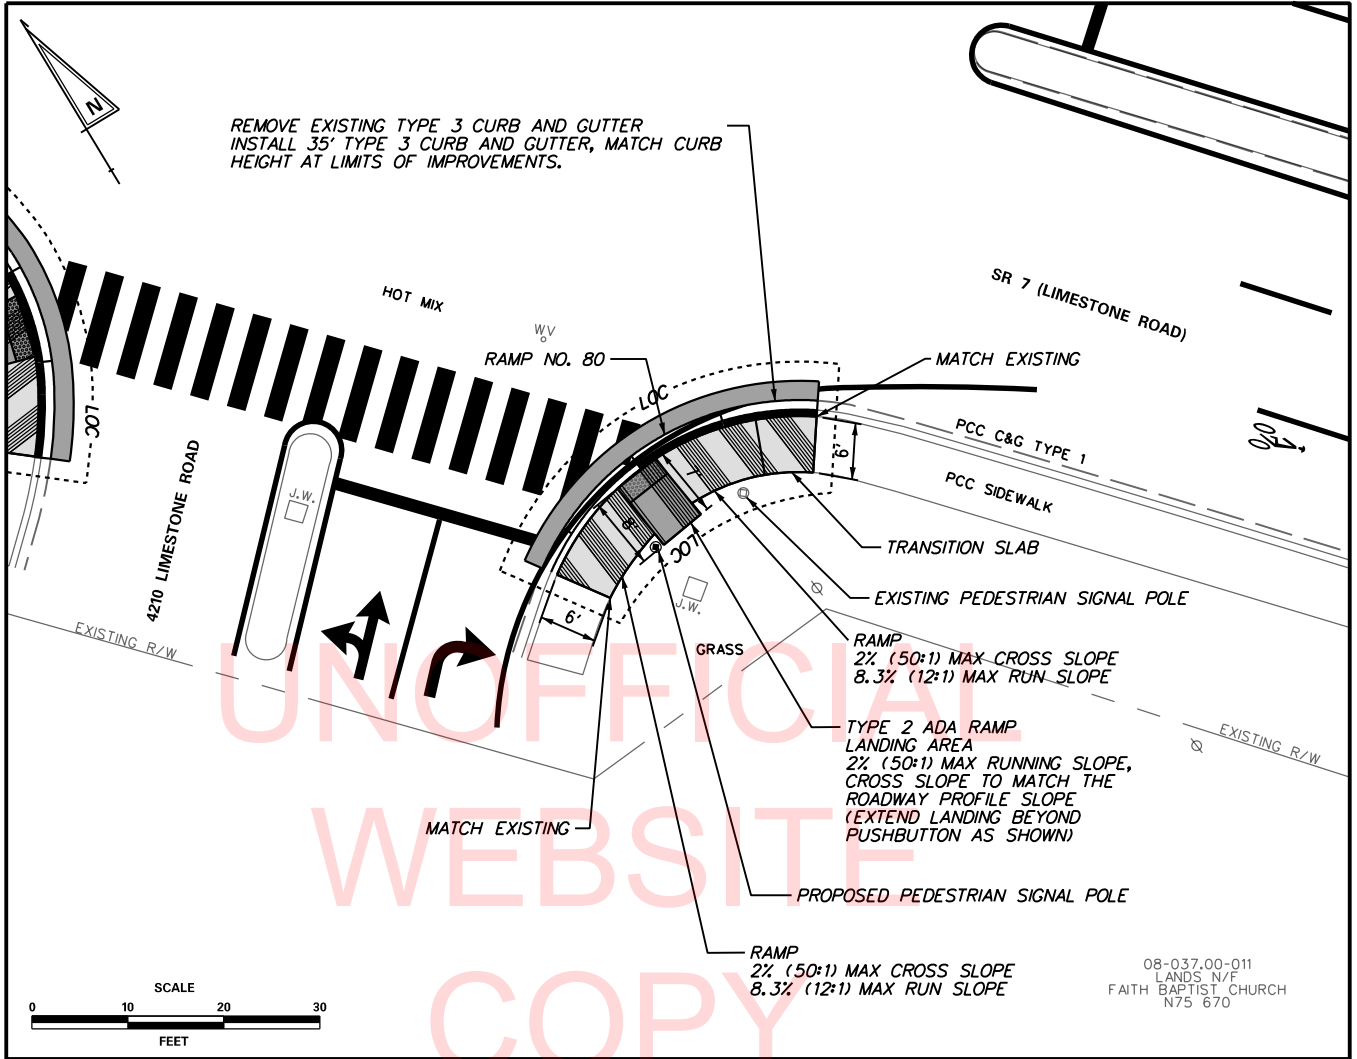 N
REMOVE EXISTING TYPE 3 CURB AND GUTTER
INSTALL 35' TYPE 3 CURB AND GUTTER, MATCH CURB
HEIGHT AT LIMITS OF IMPROVEMENTS.
SR 7 (LIMESTONE ROAD)
HOT MIX
WV
RAMP NO. 80
MATCH EXISTING
LOC
LOC
PCC C&G TYPE 1
6'
PCC SIDEWALK
4210 LIMESTONE ROAD
J.W.
7'
8'
LOC
TRANSITION SLAB
J.W.
EXISTING PEDESTRIAN SIGNAL POLE
6'
EXISTING R/W
GRASS
RAMP
2% (50:1) MAX CROSS SLOPE
8.3% (12:1) MAX RUN SLOPE
UNOFFICIAL
TYPE 2 ADA RAMP
LANDING AREA
2% (50:1) MAX RUNNING SLOPE,
CROSS SLOPE TO MATCH THE
ROADWAY PROFILE SLOPE
(EXTEND LANDING BEYOND
PUSHBUTTON AS SHOWN)
EXISTING R/W
MATCH EXISTING
WEBSITE
PROPOSED PEDESTRIAN SIGNAL POLE
RAMP
2% (50:1) MAX CROSS SLOPE
8.3% (12:1) MAX RUN SLOPE
COPY
08-037.00-011
LANDS N/F
FAITH BAPTIST CHURCH
N75 670
SCALE
0 10 20 30
FEET